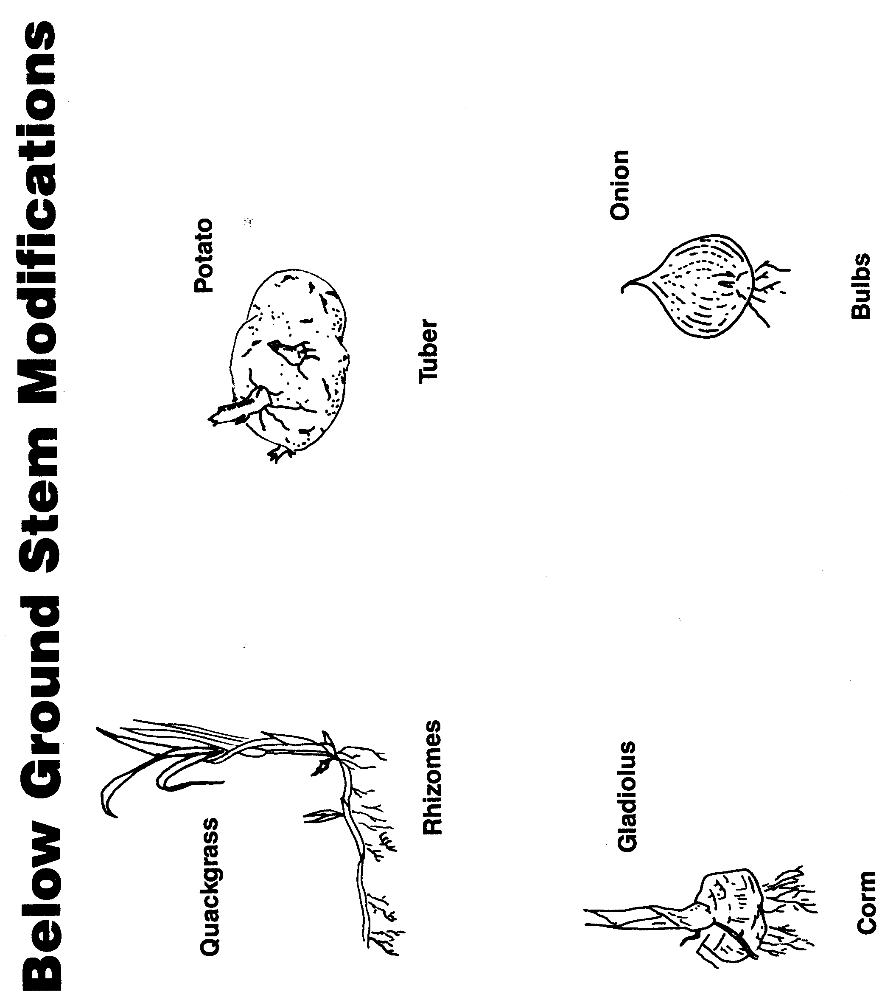 Below Ground Stem Modifications
Quackgrass
Rhizomes
Potato
Tuber
Gladiolus
Corm
Onion
Bulbs